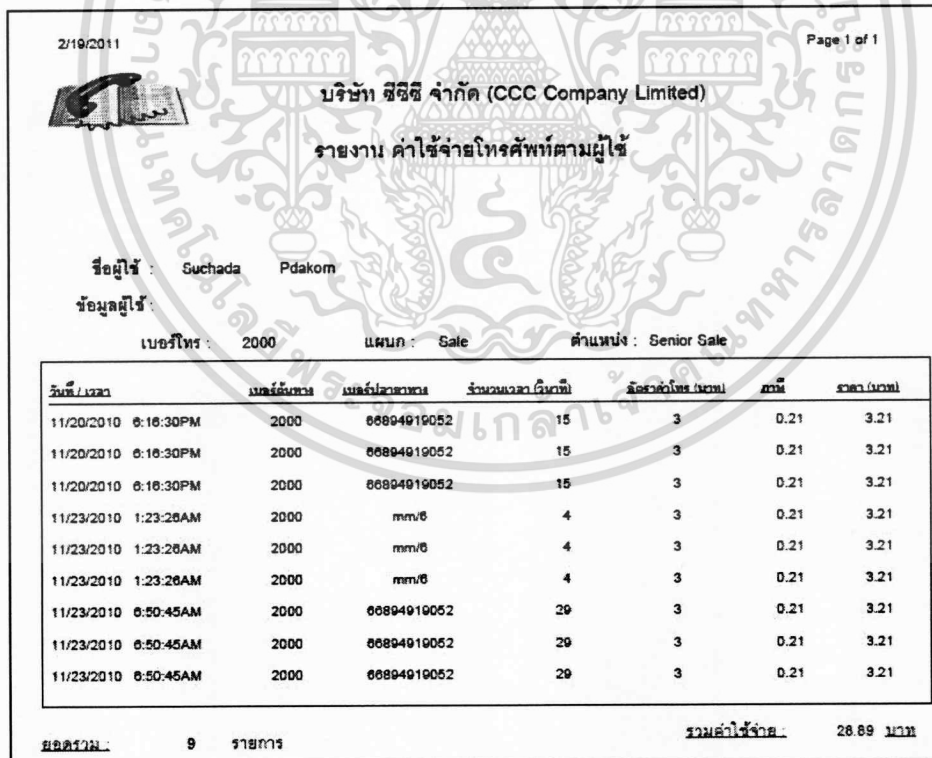 2/19/2011 Page 1 of 1
บริษัท ซีซีซี จำกัด (CCC Company Limited)
รายงาน ค่าใช้จ่ายโทรศัพท์ตามผู้ใช้
ชื่อผู้ใช้ : Suchada Pdakorn
ข้อมูลผู้ใช้ :
เบอร์โทร : 2000 แผนก : Sale ตำแหน่ง : Senior Sale
วันที่ / เวลา เบอร์ต้นทาง เบอร์ปลายทาง จำนวนเวลา (วินาที) อัตราค่าโทร (บาท) ภาษี ราคา (บาท)
11/20/2010 6:16:30PM 2000 66894919052 15 3 0.21 3.21
11/20/2010 6:16:30PM 2000 66894919052 15 3 0.21 3.21
11/20/2010 6:16:30PM 2000 66894919052 15 3 0.21 3.21
11/23/2010 1:23:26AM 2000 mm/6 4 3 0.21 3.21
11/23/2010 1:23:26AM 2000 mm/6 4 3 0.21 3.21
11/23/2010 1:23:26AM 2000 mm/6 4 3 0.21 3.21
11/23/2010 6:50:45AM 2000 66894919052 29 3 0.21 3.21
11/23/2010 6:50:45AM 2000 66894919052 29 3 0.21 3.21
11/23/2010 6:50:45AM 2000 66894919052 29 3 0.21 3.21
ยอดรวม : 9 รายการ รวมค่าใช้จ่าย : 28.89 บาท